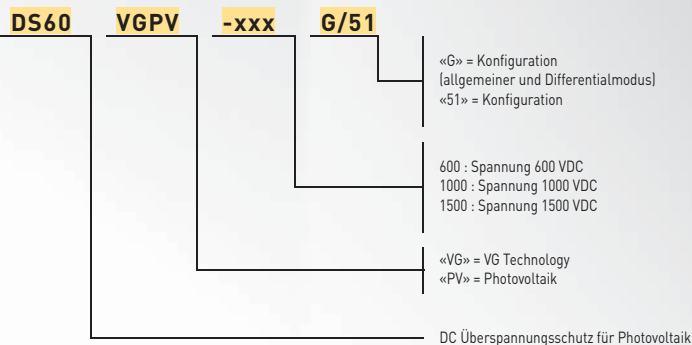 DS60 VGPV -xxx G/51
«G» = Konfiguration
(allgemeiner und Differentialmodus)
«51» = Konfiguration
600 : Spannung 600 VDC
1000 : Spannung 1000 VDC
1500 : Spannung 1500 VDC
«VG» = VG Technology
«PV» = Photovoltaik
DC Überspannungsschutz für Photovoltaik